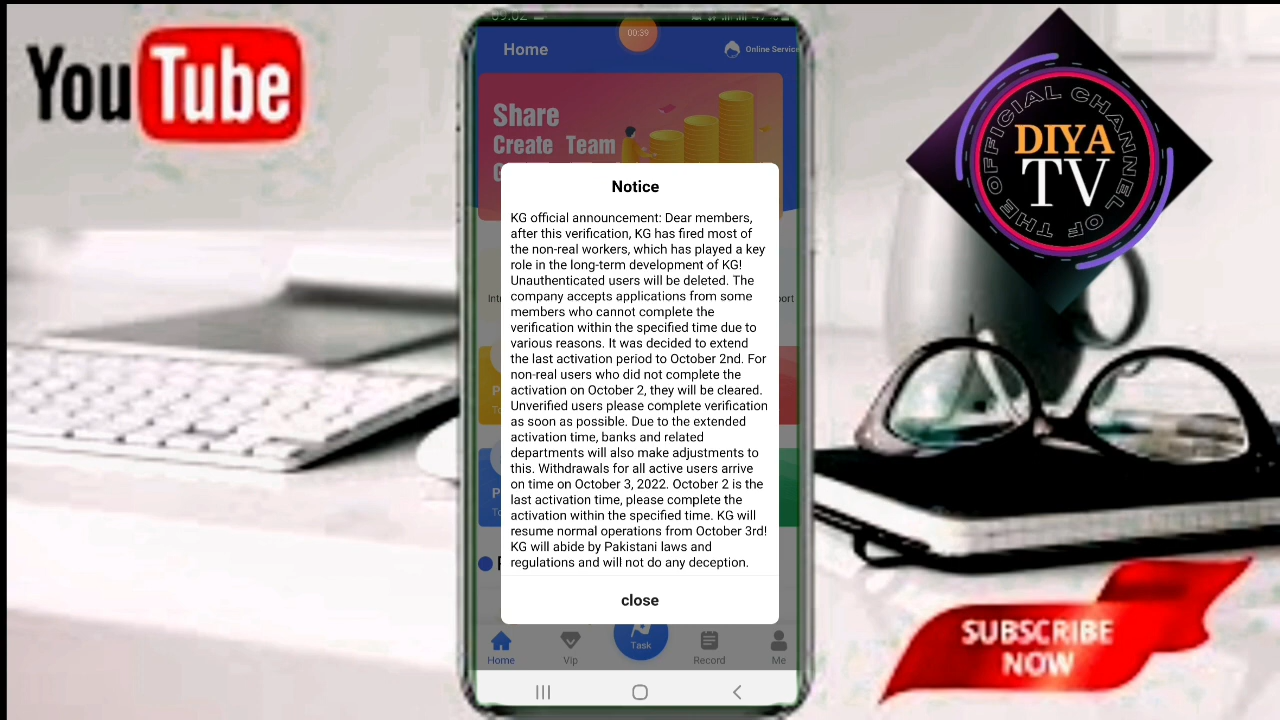 YouTube
00:39
Home
Online Service
Share
Create Team
Notice
KG official announcement: Dear members,
after this verification, KG has fired most of
the non-real workers, which has played a key
role in the long-term development of KG!
Unauthenticated users will be deleted. The
company accepts applications from some
members who cannot complete the
verification within the specified time due to
various reasons. It was decided to extend
the last activation period to October 2nd. For
non-real users who did not complete the
activation on October 2, they will be cleared.
Unverified users please complete verification
as soon as possible. Due to the extended
activation time, banks and related
departments will also make adjustments to
this. Withdrawals for all active users arrive
on time on October 3, 2022. October 2 is the
last activation time, please complete the
activation within the specified time. KG will
resume normal operations from October 3rd!
KG will abide by Pakistani laws and
regulations and will not do any deception.
close
Home
Vip
Task
Record
Me
OFFICIAL CHANNEL OF THE
DIYA
TV
SUBSCRIBE
NOW